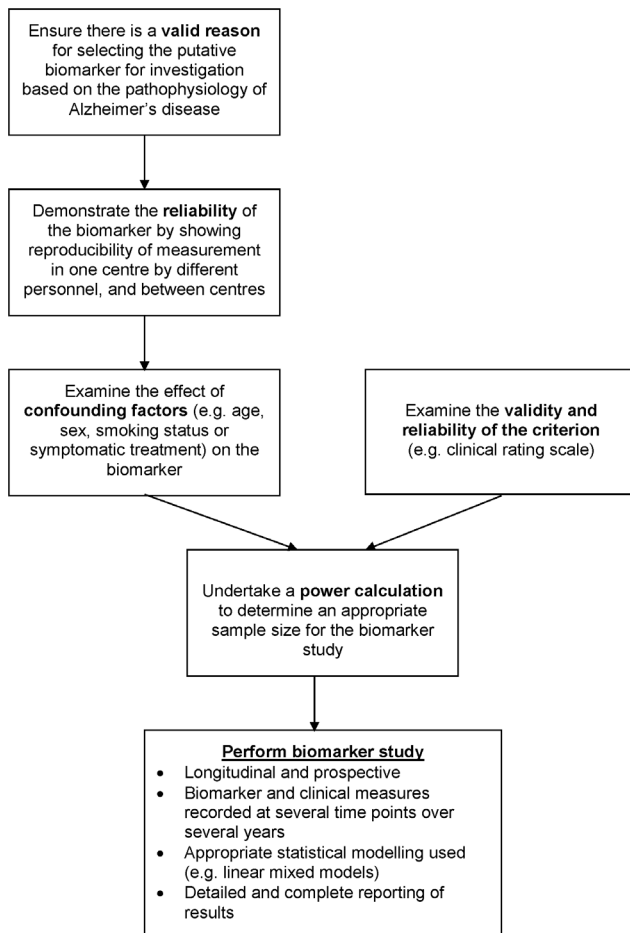 Ensure there is a valid reason
for selecting the putative
biomarker for investigation
based on the pathophysiology of
Alzheimer’s disease
Demonstrate the reliability of
the biomarker by showing
reproducibility of measurement
in one centre by different
personnel, and between centres
Examine the effect of
confounding factors (e.g. age,
sex, smoking status or
symptomatic treatment) on the
biomarker
Examine the validity and
reliability of the criterion
(e.g. clinical rating scale)
Undertake a power calculation
to determine an appropriate
sample size for the biomarker
study
Perform biomarker study
• Longitudinal and prospective
• Biomarker and clinical measures
recorded at several time points over
several years
• Appropriate statistical modelling used
(e.g. linear mixed models)
• Detailed and complete reporting of
results